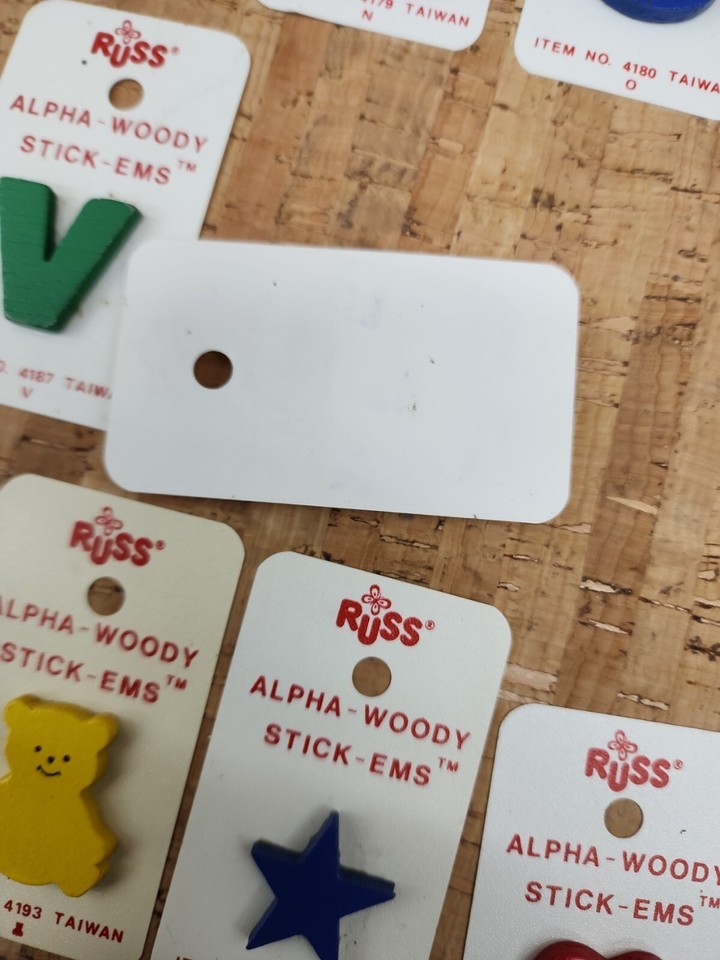 RUSS®
ALPHA-WOODY
STICK-EMS™
V
4187 TAIWA
V
4179 TAIWAN
N
ITEM NO. 4180 TAIWA
O
RUSS®
ALPHA-WOODY
STICK-EMS™
4193 TAIWAN
RUSS®
ALPHA-WOODY
STICK-EMS™
RUSS®
ALPHA-WOODY
STICK-EMS™